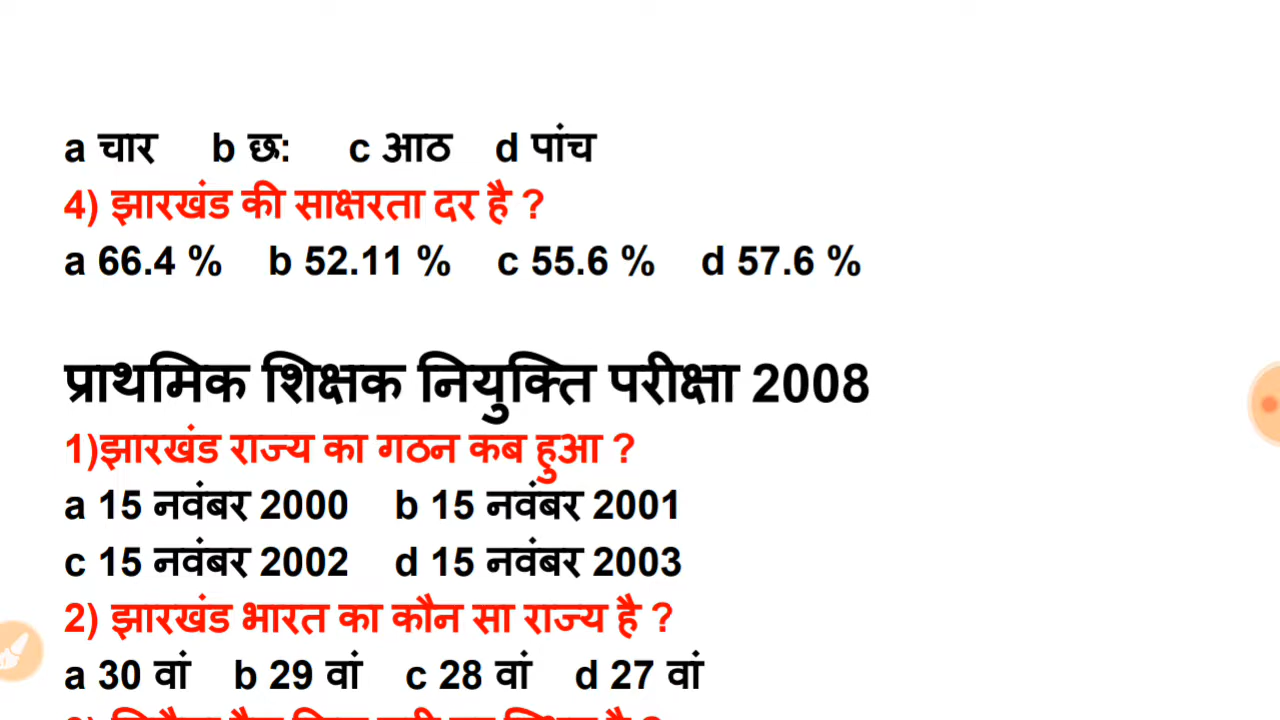 a चार b छ: c आठ d पांच
4) झारखंड की साक्षरता दर है ?
a 66.4 % b 52.11 % c 55.6 % d 57.6 %
प्राथमिक शिक्षक नियुक्ति परीक्षा 2008
1)झारखंड राज्य का गठन कब हुआ ?
a 15 नवंबर 2000 b 15 नवंबर 2001
c 15 नवंबर 2002 d 15 नवंबर 2003
2) झारखंड भारत का कौन सा राज्य है ?
a 30 वां b 29 वां c 28 वां d 27 वां